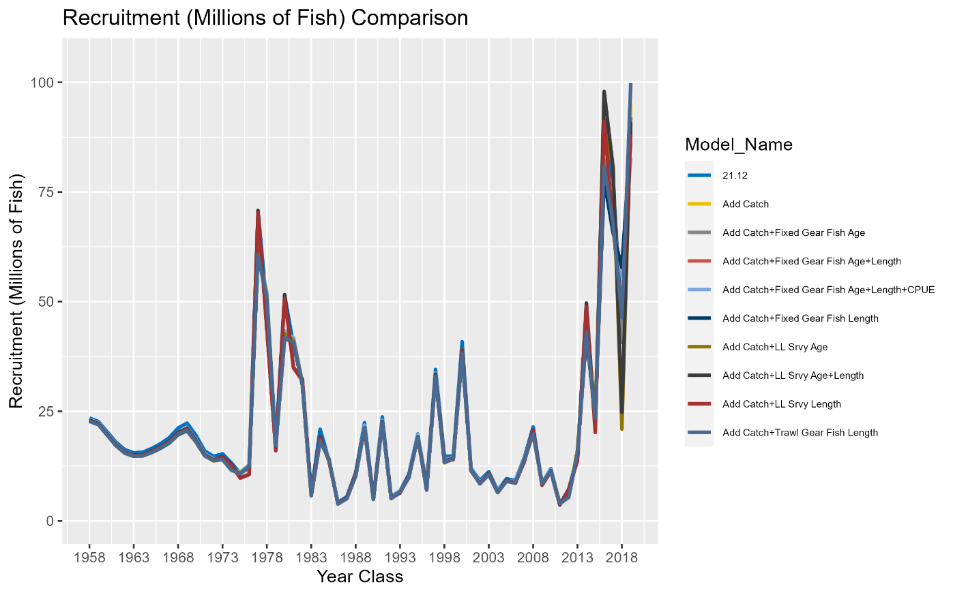 Recruitment (Millions of Fish) Comparison
Recruitment (Millions of Fish)
100
75
50
25
0
1958 1963 1968 1973 1978 1983 1988 1993 1998 2003 2008 2013 2018
Year Class
Model_Name
21.12
Add Catch
Add Catch+Fixed Gear Fish Age
Add Catch+Fixed Gear Fish Age+Length
Add Catch+Fixed Gear Fish Age+Length+CPUE
Add Catch+Fixed Gear Fish Length
Add Catch+LL Srvy Age
Add Catch+LL Srvy Age+Length
Add Catch+LL Srvy Length
Add Catch+Trawl Gear Fish Length